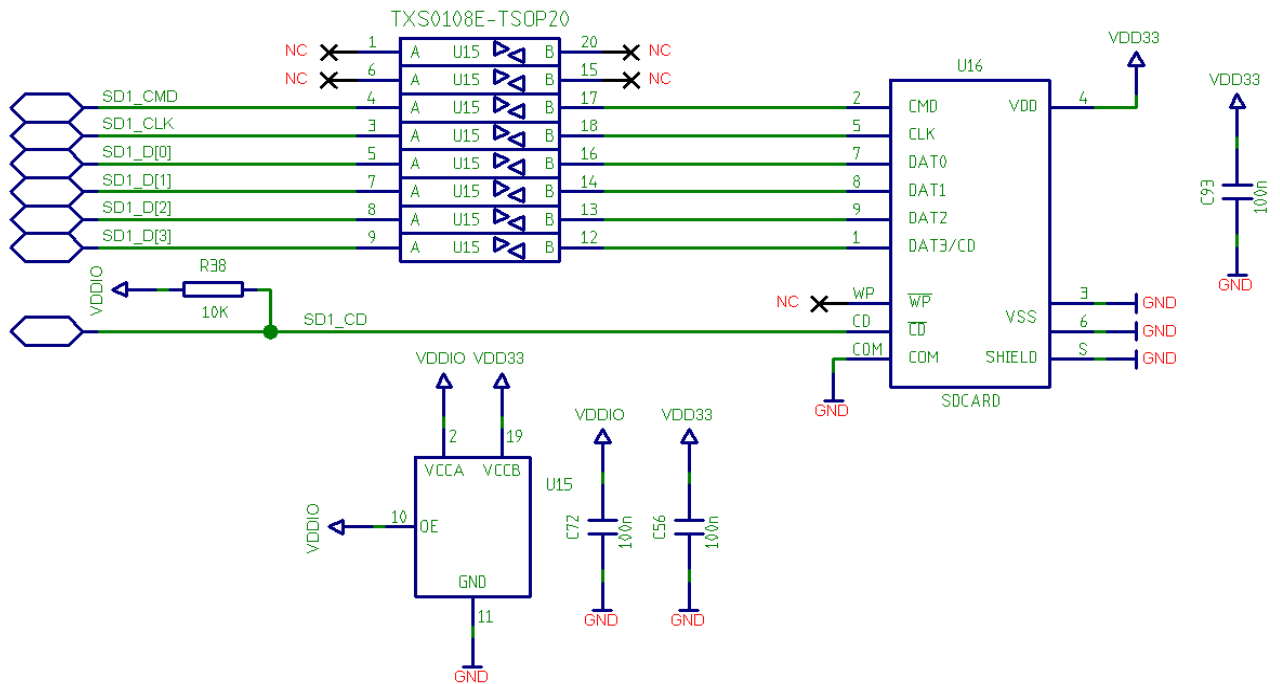 TXS0108E-TSOP20
NC 1 A U15 B 20 NC
NC 6 A U15 B 15 NC
SD1_CMD 4 A U15 B 17 2 CMD
SD1_CLK 3 A U15 B 18 5 CLK
SD1_D[0] 5 A U15 B 16 7 DAT0
SD1_D[1] 7 A U15 B 14 8 DAT1
SD1_D[2] 8 A U15 B 13 9 DAT2
SD1_D[3] 9 A U15 B 12 1 DAT3/CD
U16
VDD 4
VDD33
VDD33
C93
100n
GND
R38
VDDIO
10K
SD1_CD
NC WP WP
CD CD
COM COM
GND
VSS
3 GND
6 GND
SHIELD S GND
SDCARD
VDDIO VDD33
2 19
VCCA VCCB
U15
VDDIO 10 OE
GND
11
GND
VDDIO
C72
100n
GND
VDD33
C56
100n
GND